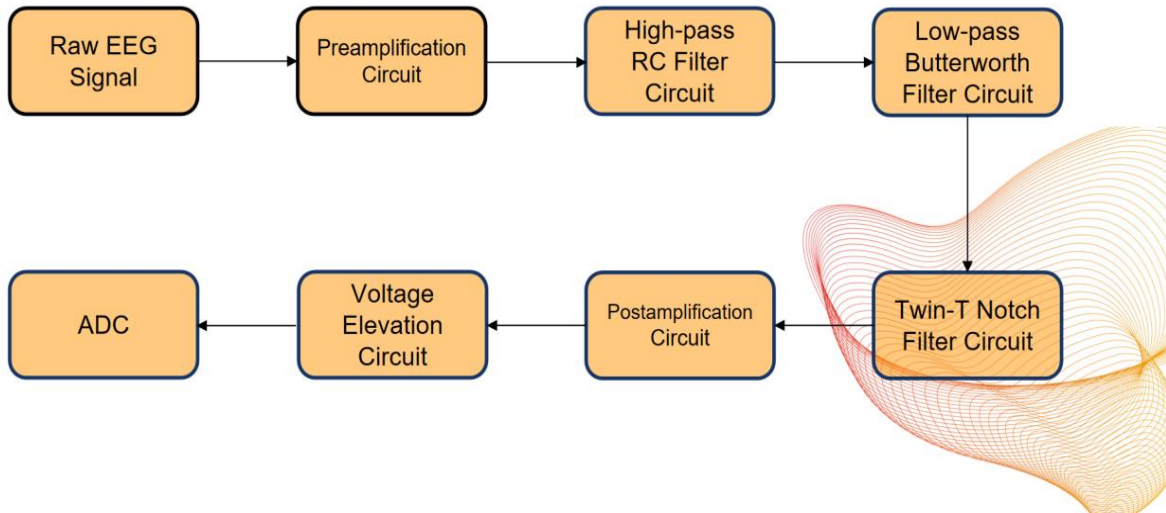 Raw EEG
Signal
Preamplification
Circuit
High-pass
RC Filter
Circuit
Low-pass
Butterworth
Filter Circuit
Twin-T Notch
Filter Circuit
Postamplification
Circuit
Voltage
Elevation
Circuit
ADC